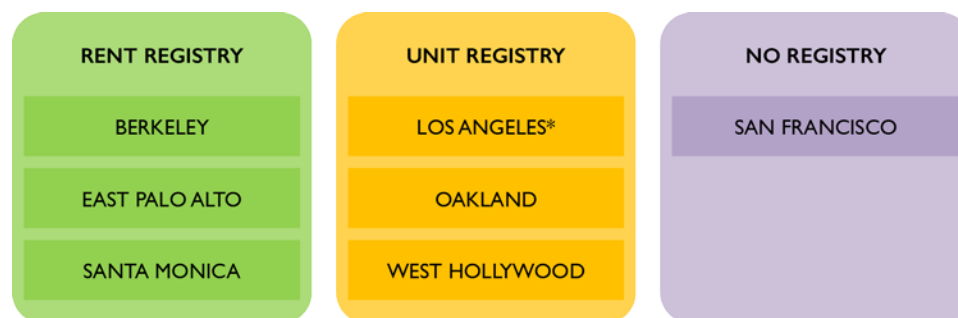 RENT REGISTRY
BERKELEY
EAST PALO ALTO
SANTA MONICA
UNIT REGISTRY
LOS ANGELES*
OAKLAND
WEST HOLLYWOOD
NO REGISTRY
SAN FRANCISCO